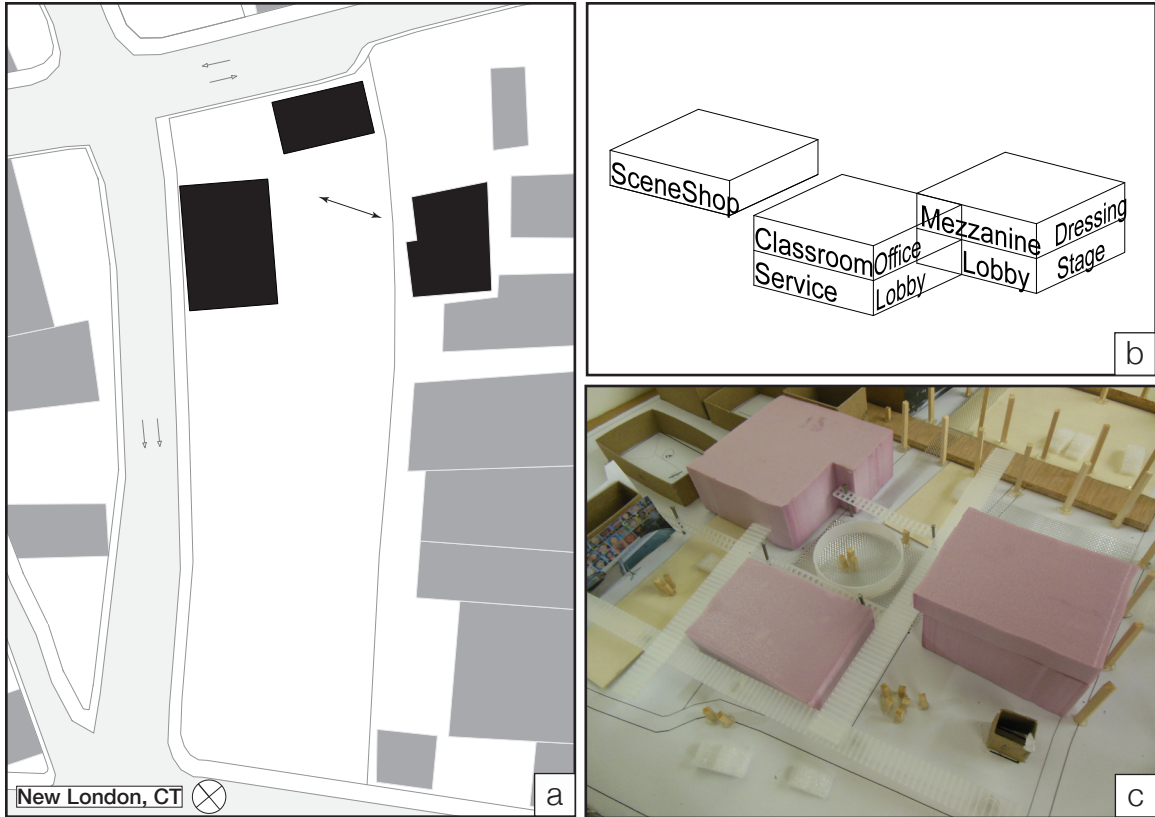 New London, CT
a
SceneShop
Mezzanine
Dressing
Classroom
Office
Lobby
Stage
Service
Lobby
b
c